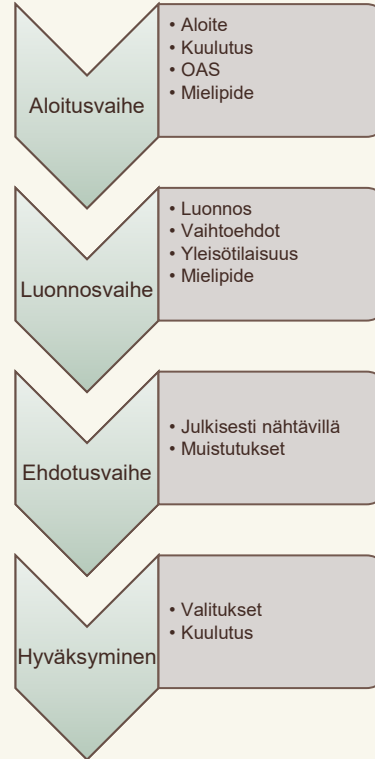 Aloitusvaihe
• Aloite
• Kuulutus
• OAS
• Mielipide
Luonnosvaihe
• Luonnos
• Vaihtoehdot
• Yleisötilaisuus
• Mielipide
Ehdotusvaihe
• Julkisesti nähtävillä
• Muistutukset
Hyväksyminen
• Valitukset
• Kuulutus